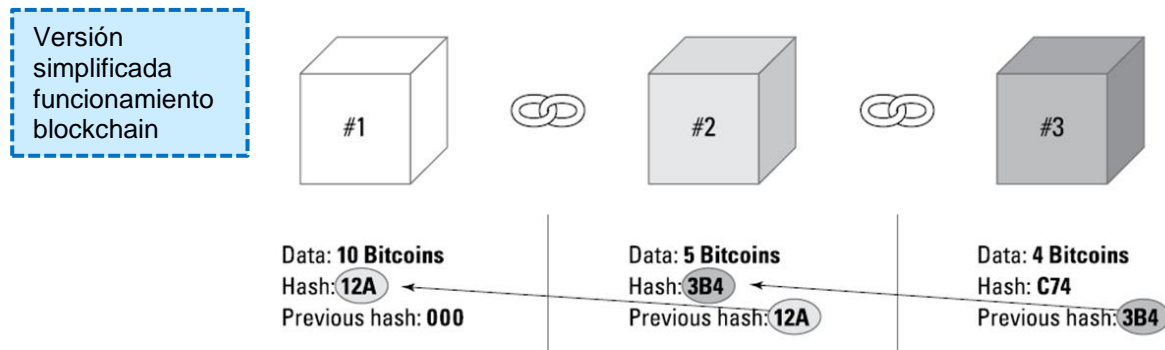 Versión
simplificada
funcionamiento
blockchain
#1
#2
#3
Data: 10 Bitcoins
Hash: 12A
Previous hash: 000
Data: 5 Bitcoins
Hash: 3B4
Previous hash: 12A
Data: 4 Bitcoins
Hash: C74
Previous hash: 3B4